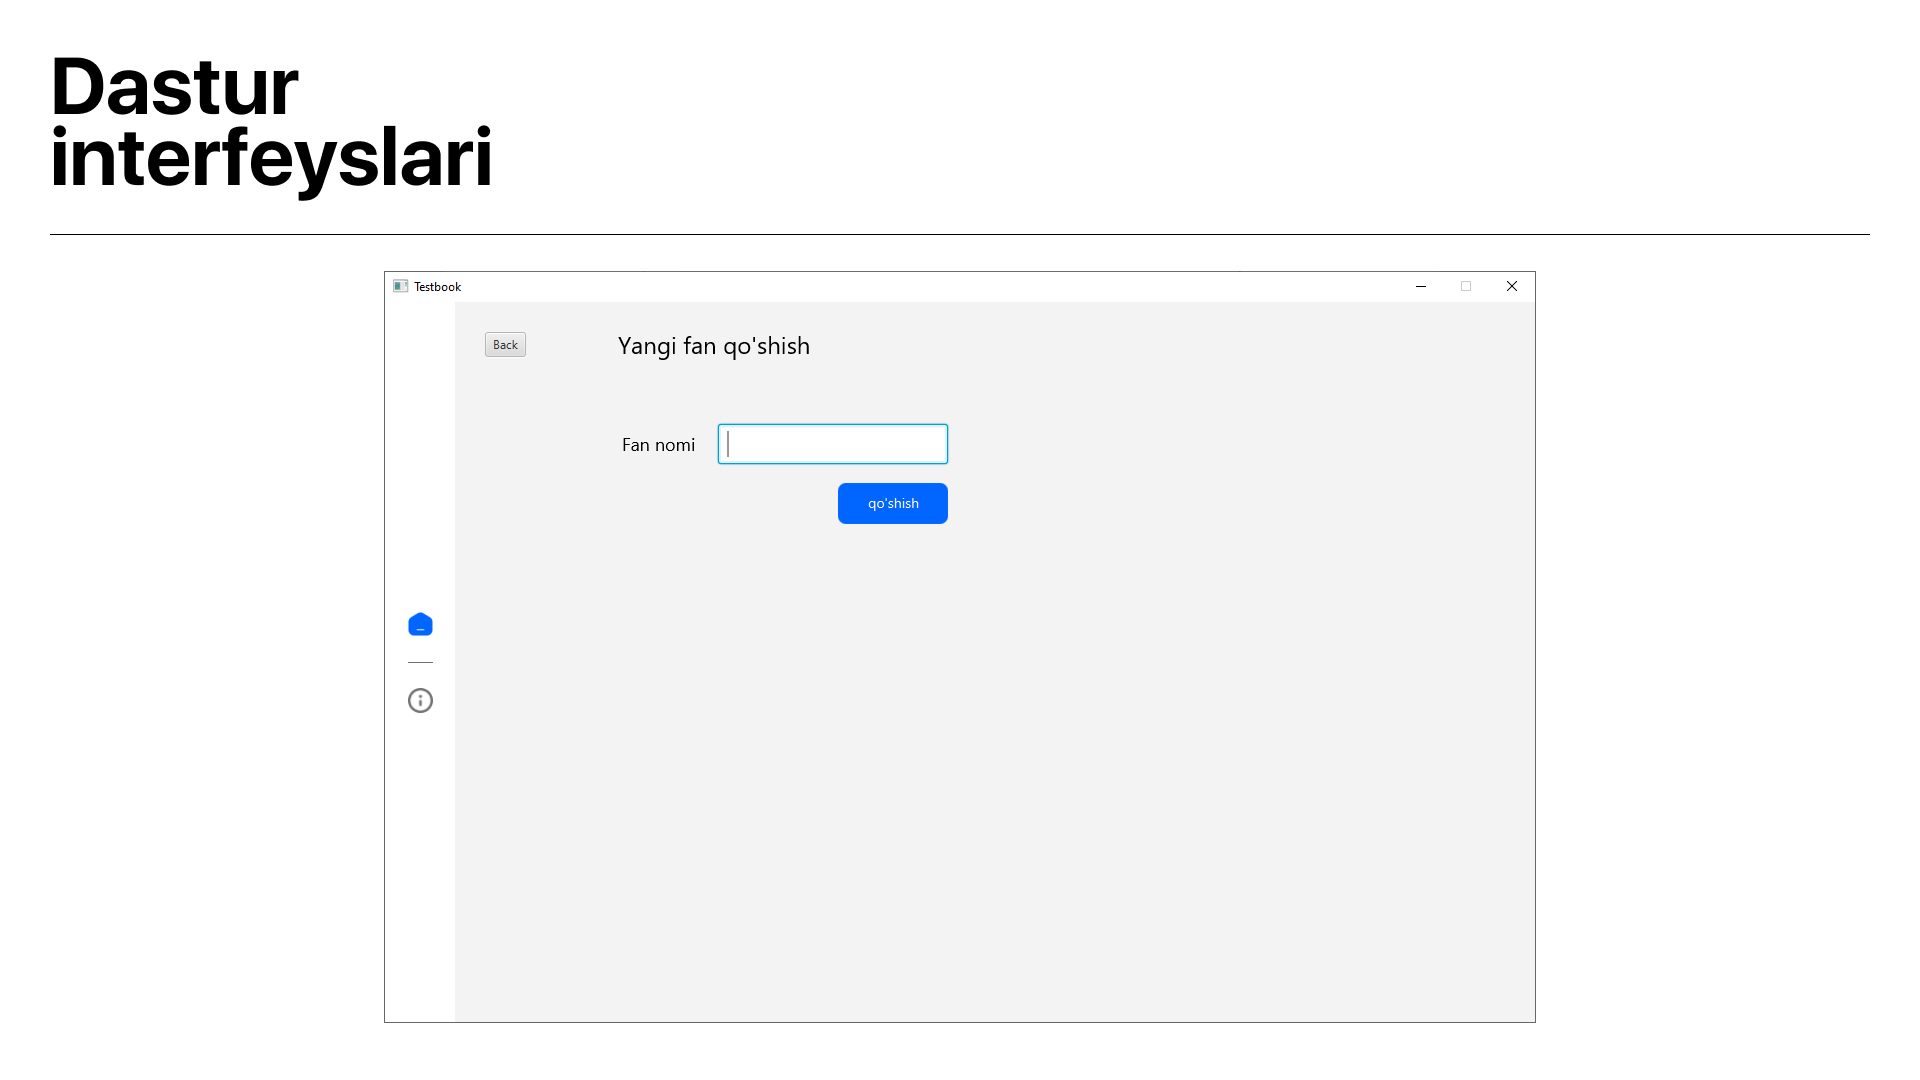 Dastur
interfeyslari
Testbook
Back
Yangi fan qo'shish
Fan nomi
qo'shish